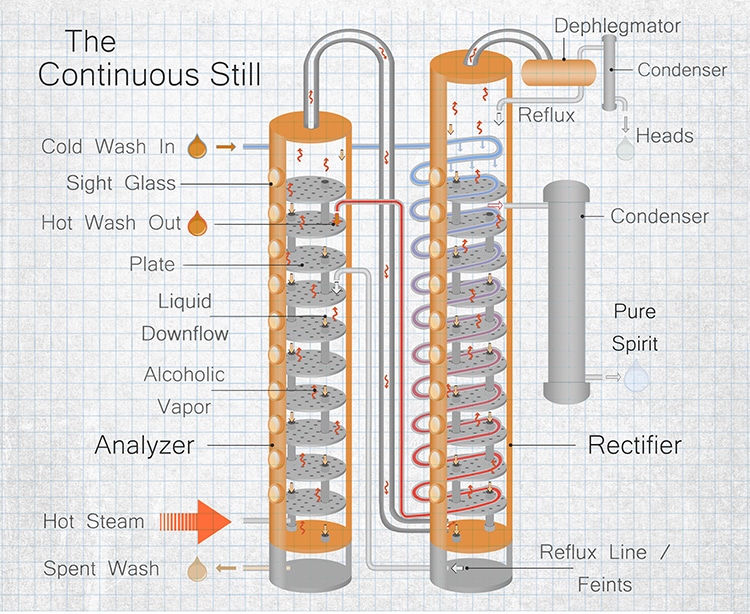 The
Continuous Still
Dephlegmator
Condenser
Reflux
Heads
Cold Wash In
Sight Glass
Hot Wash Out
Condenser
Plate
Liquid
Downflow
Pure
Spirit
Alcoholic
Vapor
Analyzer
Rectifier
Hot Steam
Spent Wash
Reflux Line /
Feints